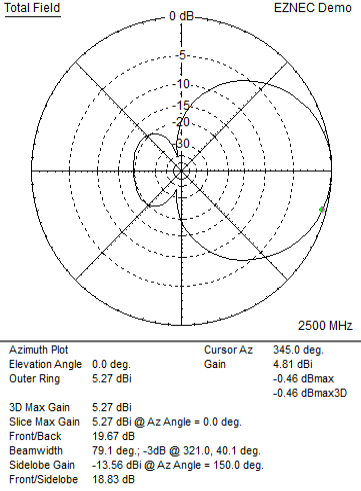 Total Field
0 dB
EZNEC Demo
-5
-10
-15
-20
-30
2500 MHz
Azimuth Plot
Cursor Az 345.0 deg.
Elevation Angle 0.0 deg.
Gain 4.81 dBi
Outer Ring 5.27 dBi
-0.46 dBmax
-0.46 dBmax3D
3D Max Gain 5.27 dBi
Slice Max Gain 5.27 dBi @ Az Angle = 0.0 deg.
Front/Back 19.67 dB
Beamwidth 79.1 deg.; -3dB @ 321.0, 40.1 deg.
Sidelobe Gain -13.56 dBi @ Az Angle = 150.0 deg.
Front/Sidelobe 18.83 dB